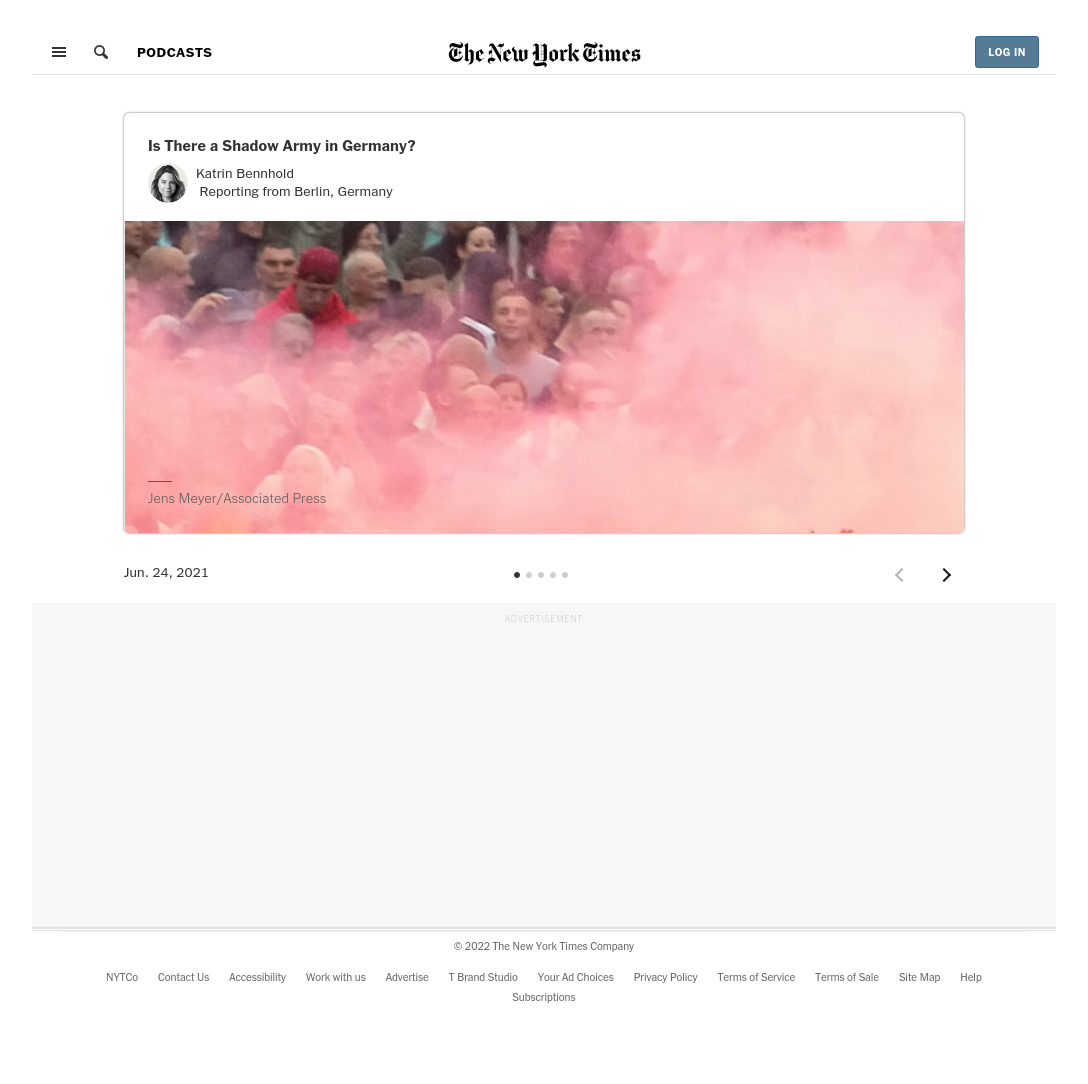 PODCASTS
The New York Times
LOG IN
Is There a Shadow Army in Germany?
Katrin Bennhold
Reporting from Berlin, Germany
Jens Meyer/Associated Press
Jun. 24, 2021
ADVERTISEMENT
© 2022 The New York Times Company
NYTCo Contact Us Accessibility Work with us Advertise T Brand Studio Your Ad Choices Privacy Policy Terms of Service Terms of Sale Site Map Help
Subscriptions